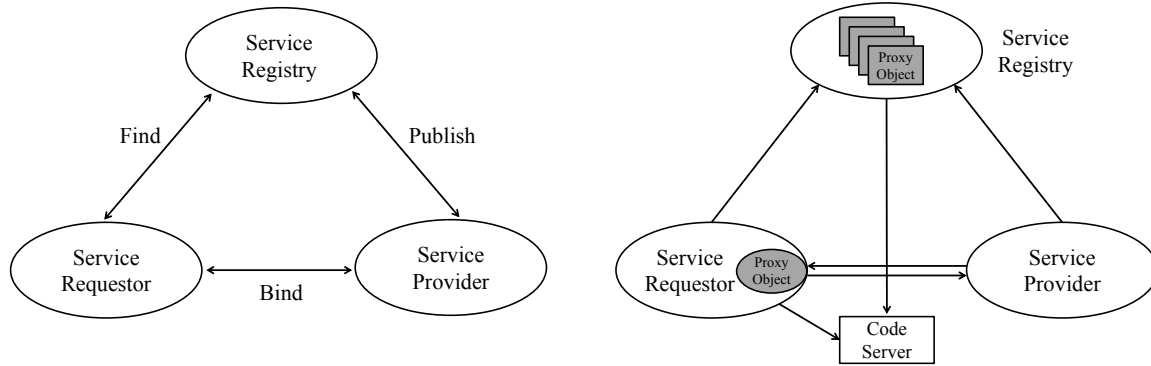 Service
Registry
Find
Publish
Service
Requestor
Service
Provider
Bind
Proxy
Object
Service
Registry
Service
Requestor
Proxy
Object
Service
Provider
Code
Server